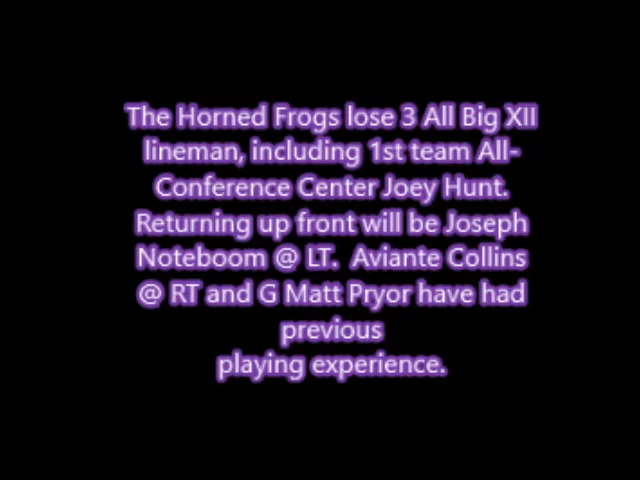 The Horned Frogs lose 3 All Big XII
lineman, including 1st team All-
Conference Center Joey Hunt.
Returning up front will be Joseph
Noteboom @ LT.  Aviante Collins
@ RT and G Matt Pryor have had
previous
playing experience.